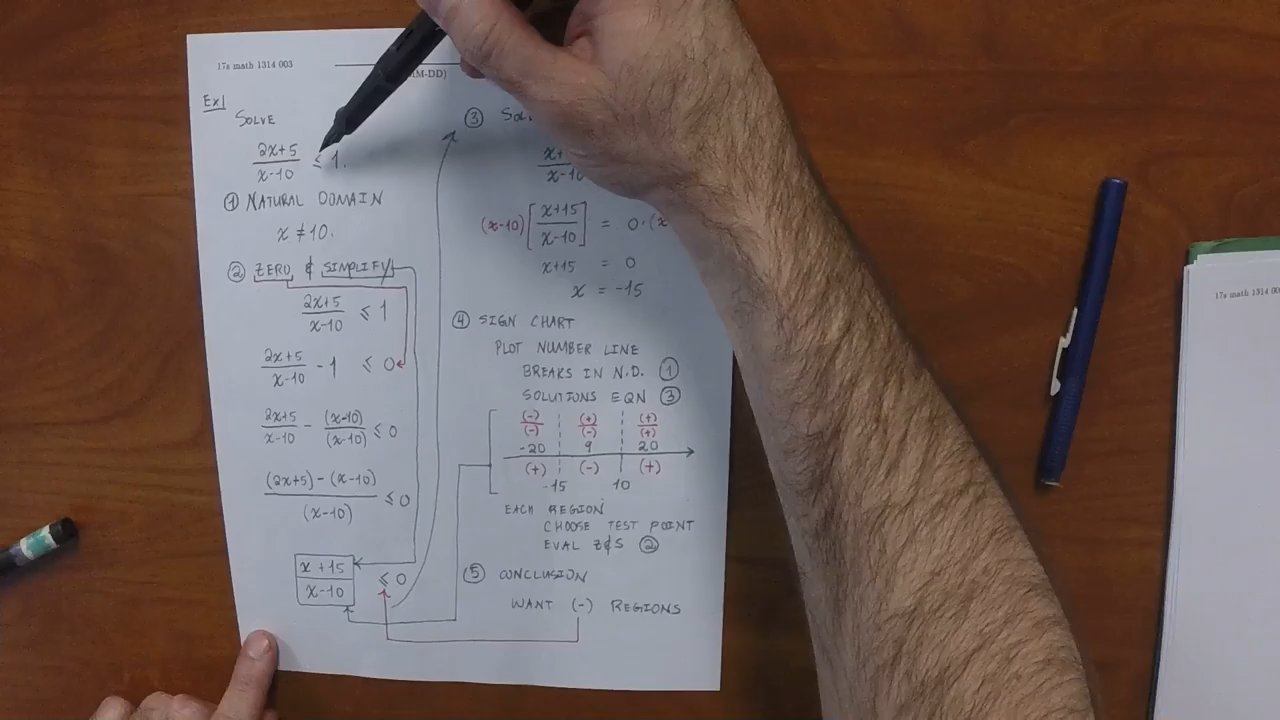 17s math 1314 003
MM-DD)
Ex1
SOLVE
2x+5
x-10
≤ 1.
① NATURAL DOMAIN
x ≠ 10.
② ZERO & SIMPLIFY
2x+5
x-10
≤ 1
2x+5
x-10
- 1 ≤ 0
2x+5
x-10
-
(x-10)
(x-10)
≤ 0
(2x+5) - (x-10)
(x-10)
≤ 0
x + 15
x - 10
≤ 0
③
x-10
(x-10) [
x+15
x-10
] = 0·(x
x+15 = 0
x = -15
④ SIGN CHART
PLOT NUMBER LINE
BREAKS IN N.D. ①
SOLUTIONS EQN ③
(-) (+) (+)
(-) (-) (+)
-20 9 20
(+) (-) (+)
-15 10
EACH REGION
CHOOSE TEST POINT
EVAL Z&S ②
⑤ CONCLUSION
WANT (-) REGIONS
17s math 1314 00